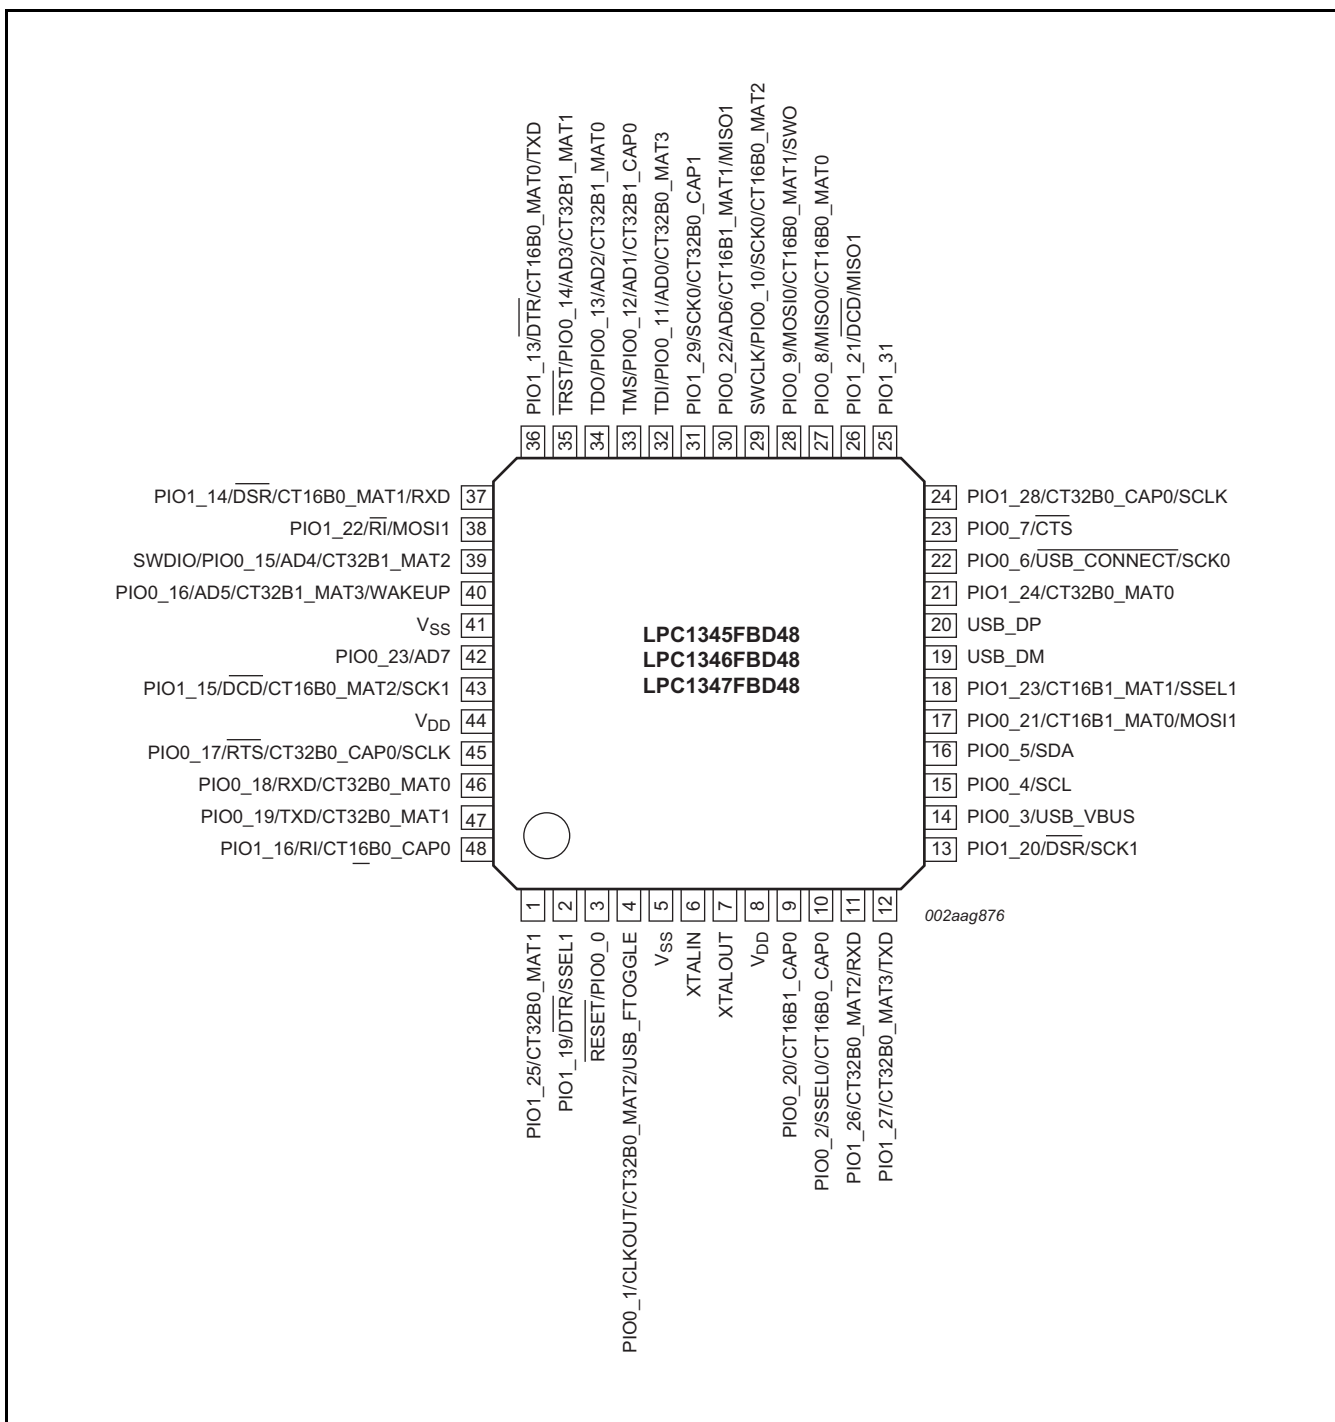 PIO1_13/DTR/CT16B0_MAT0/TXD
TRST/PIO0_14/AD3/CT32B1_MAT1
TDO/PIO0_13/AD2/CT32B1_MAT0
TMS/PIO0_12/AD1/CT32B1_CAP0
TDI/PIO0_11/AD0/CT32B0_MAT3
PIO1_29/SCK0/CT32B0_CAP1
PIO0_22/AD6/CT16B1_MAT1/MISO1
SWCLK/PIO0_10/SCK0/CT16B0_MAT2
PIO0_9/MOSI0/CT16B0_MAT1/SWO
PIO0_8/MISO0/CT16B0_MAT0
PIO1_21/DCD/MISO1
PIO1_31
36 35 34 33 32 31 30 29 28 27 26 25
PIO1_14/DSR/CT16B0_MAT1/RXD 37
PIO1_22/RI/MOSI1 38
SWDIO/PIO0_15/AD4/CT32B1_MAT2 39
PIO0_16/AD5/CT32B1_MAT3/WAKEUP 40
VSS 41
PIO0_23/AD7 42
PIO1_15/DCD/CT16B0_MAT2/SCK1 43
VDD 44
PIO0_17/RTS/CT32B0_CAP0/SCLK 45
PIO0_18/RXD/CT32B0_MAT0 46
PIO0_19/TXD/CT32B0_MAT1 47
PIO1_16/RI/CT16B0_CAP0 48
LPC1345FBD48
LPC1346FBD48
LPC1347FBD48
24 PIO1_28/CT32B0_CAP0/SCLK
23 PIO0_7/CTS
22 PIO0_6/USB_CONNECT/SCK0
21 PIO1_24/CT32B0_MAT0
20 USB_DP
19 USB_DM
18 PIO1_23/CT16B1_MAT1/SSEL1
17 PIO0_21/CT16B1_MAT0/MOSI1
16 PIO0_5/SDA
15 PIO0_4/SCL
14 PIO0_3/USB_VBUS
13 PIO1_20/DSR/SCK1
002aag876
1 2 3 4 5 6 7 8 9 10 11 12
PIO1_25/CT32B0_MAT1
PIO1_19/DTR/SSEL1
RESET/PIO0_0
PIO0_1/CLKOUT/CT32B0_MAT2/USB_FTOGGLE
VSS
XTALIN
XTALOUT
VDD
PIO0_20/CT16B1_CAP0
PIO0_2/SSEL0/CT16B0_CAP0
PIO1_26/CT32B0_MAT2/RXD
PIO1_27/CT32B0_MAT3/TXD